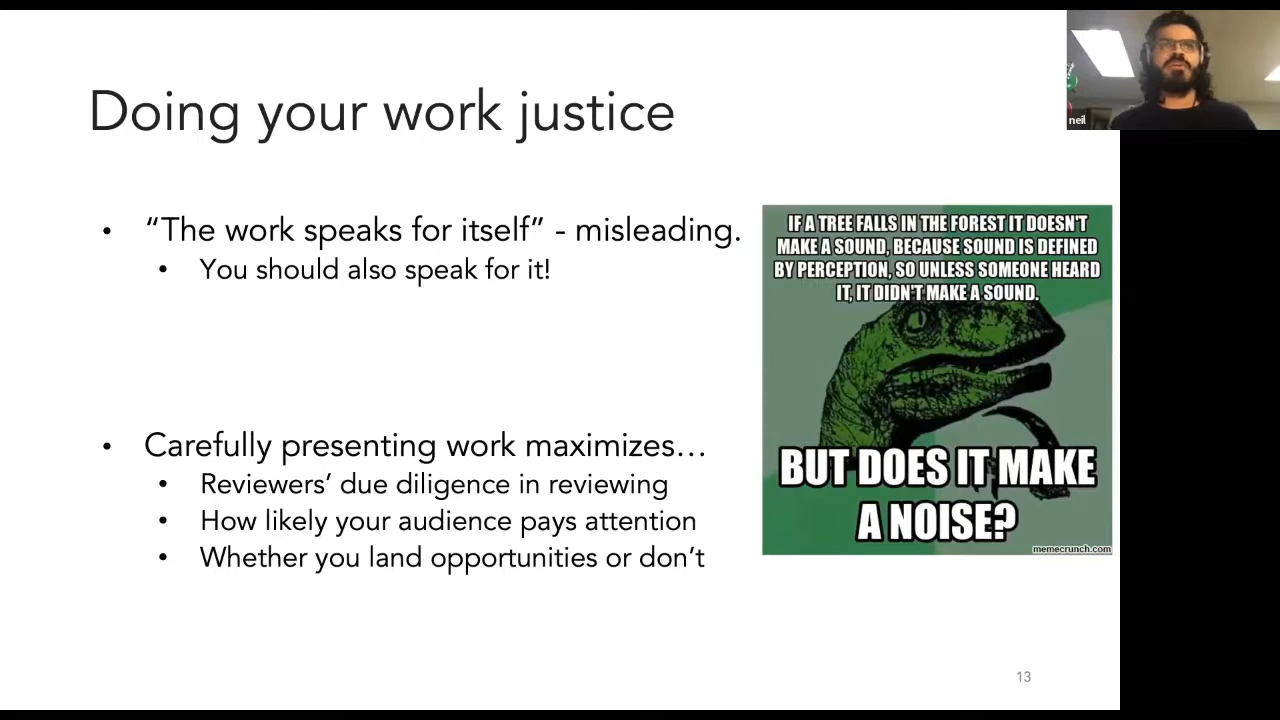 neil
Doing your work justice
“The work speaks for itself” - misleading.
You should also speak for it!
Carefully presenting work maximizes…
Reviewers’ due diligence in reviewing
How likely your audience pays attention
Whether you land opportunities or don’t
IF A TREE FALLS IN THE FOREST IT DOESN'T
MAKE A SOUND, BECAUSE SOUND IS DEFINED
BY PERCEPTION, SO UNLESS SOMEONE HEARD
IT, IT DIDN'T MAKE A SOUND.
BUT DOES IT MAKE
A NOISE?
memecrunch.com
13